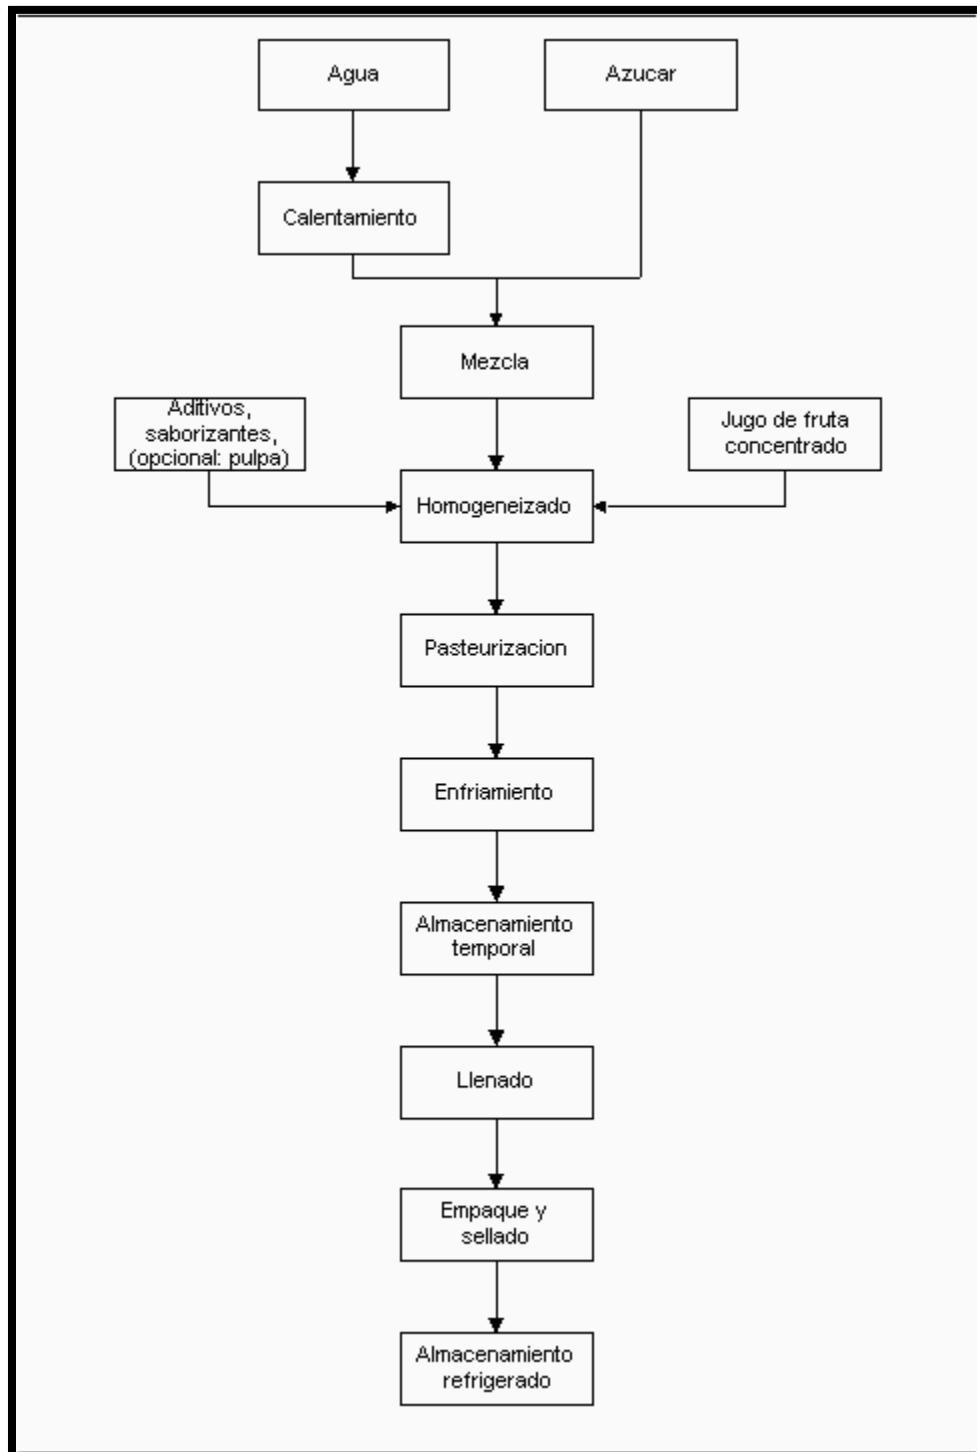 Agua
Azucar
Calentamiento
Mezcla
Aditivos,
saborizantes,
(opcional: pulpa)
Jugo de fruta
concentrado
Homogeneizado
Pasteurizacion
Enfriamiento
Almacenamiento
temporal
Llenado
Empaque y
sellado
Almacenamiento
refrigerado